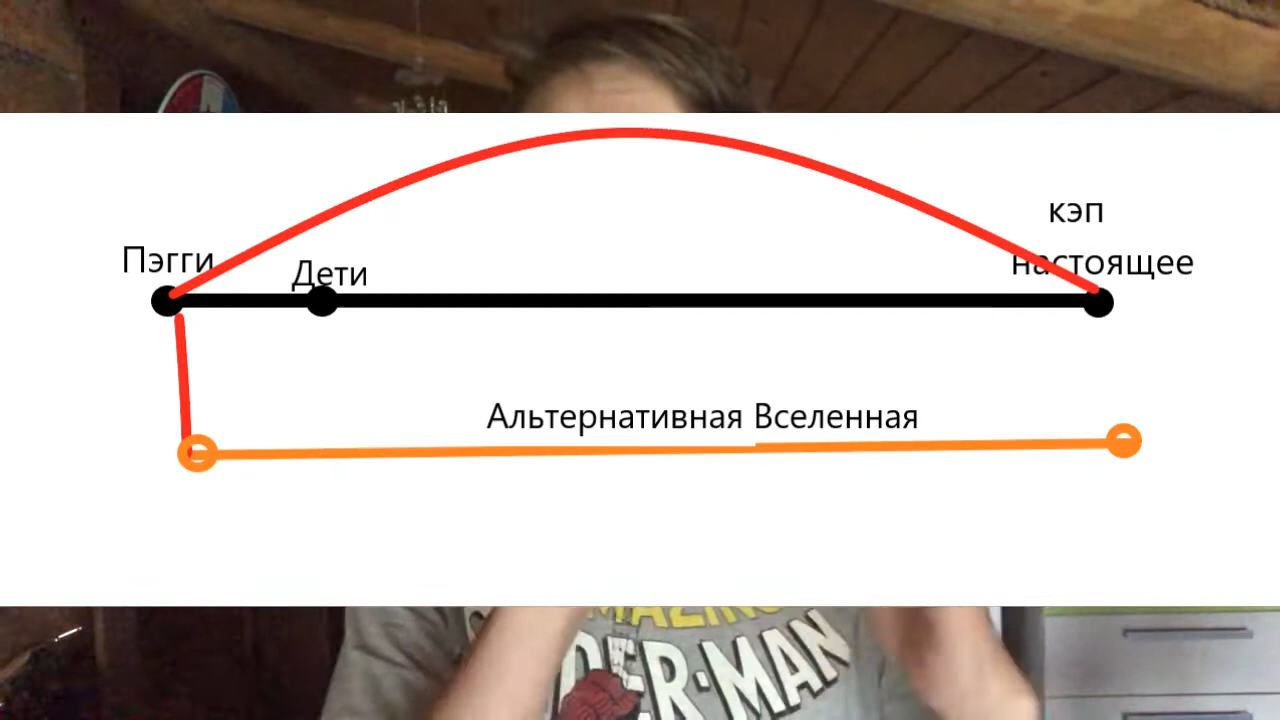 кэп
Пэгги
Дети
настоящее
Альтернативная Вселенная
AMAZING
SPIDER-MAN